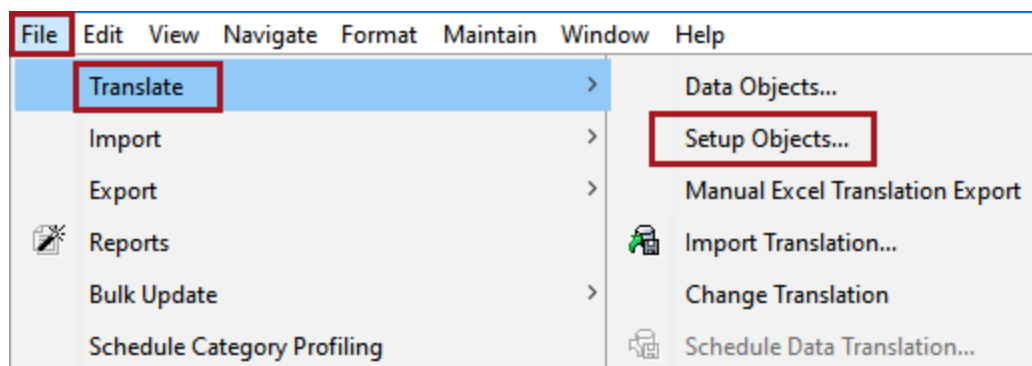 File Edit View Navigate Format Maintain Window Help
Translate
Import
Export
Reports
Bulk Update
Schedule Category Profiling
Data Objects...
Setup Objects...
Manual Excel Translation Export
Import Translation...
Change Translation
Schedule Data Translation...